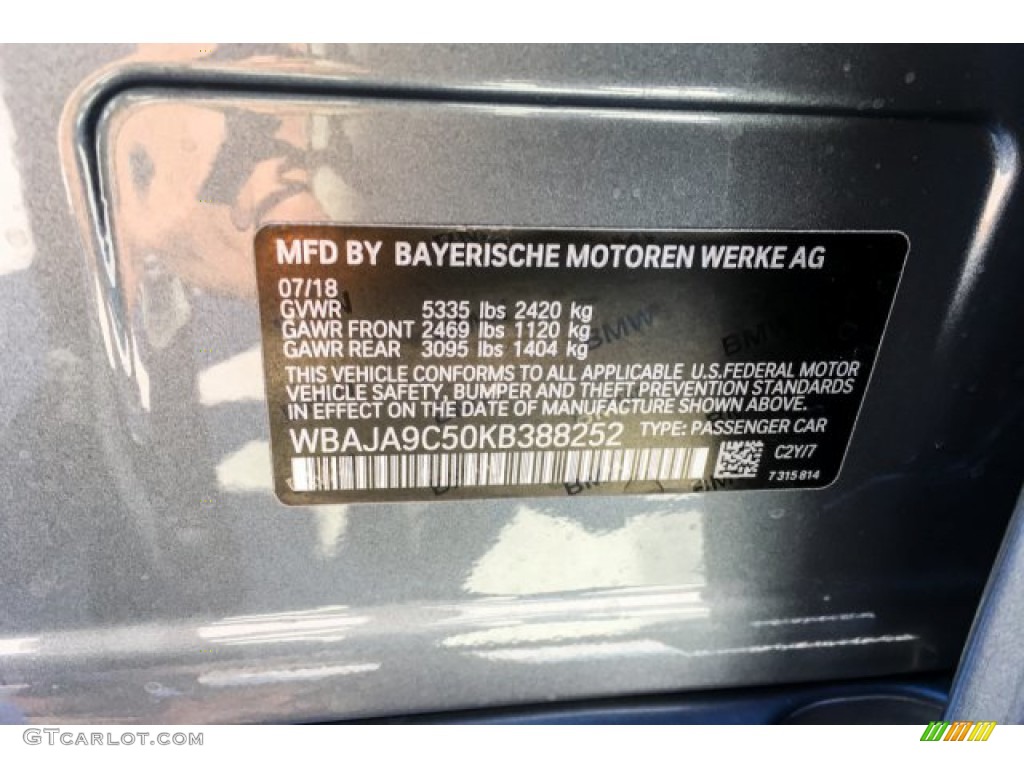 MFD BY BAYERISCHE MOTOREN WERKE AG
07/18
GVWR 5335 lbs 2420 kg
GAWR FRONT 2469 lbs 1120 kg
GAWR REAR 3095 lbs 1404 kg
THIS VEHICLE CONFORMS TO ALL APPLICABLE U.S.FEDERAL MOTOR
VEHICLE SAFETY, BUMPER AND THEFT PREVENTION STANDARDS
IN EFFECT ON THE DATE OF MANUFACTURE SHOWN ABOVE.
WBAJA9C50KB388252 TYPE: PASSENGER CAR
C2Y/7
7 315 814
BMW
BMW
GTCARLOT.COM